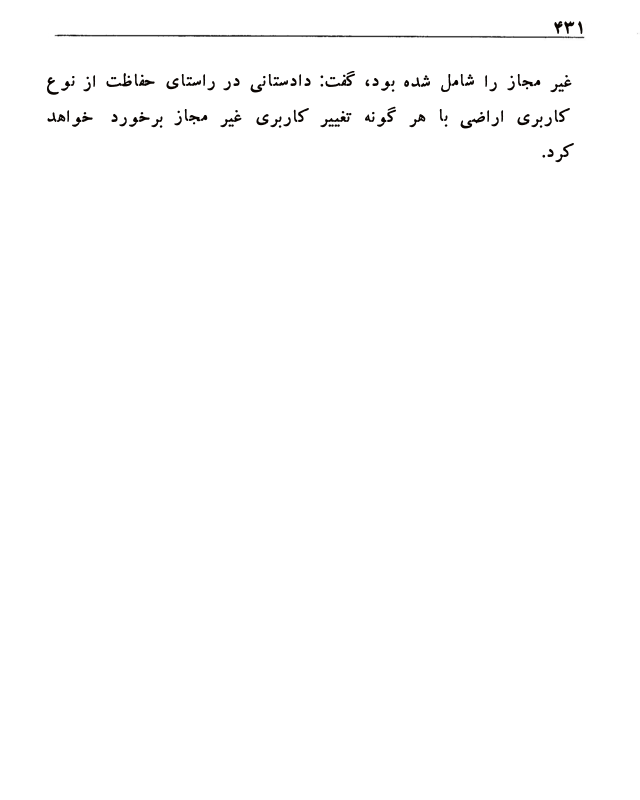 ۴۳۱
غیر مجاز را شامل شده بود، گفت: دادستانی در راستای حفاظت از نوع
کاربری اراضی با هر گونه تغییر کاربری غیر مجاز برخورد خواهد
کرد.